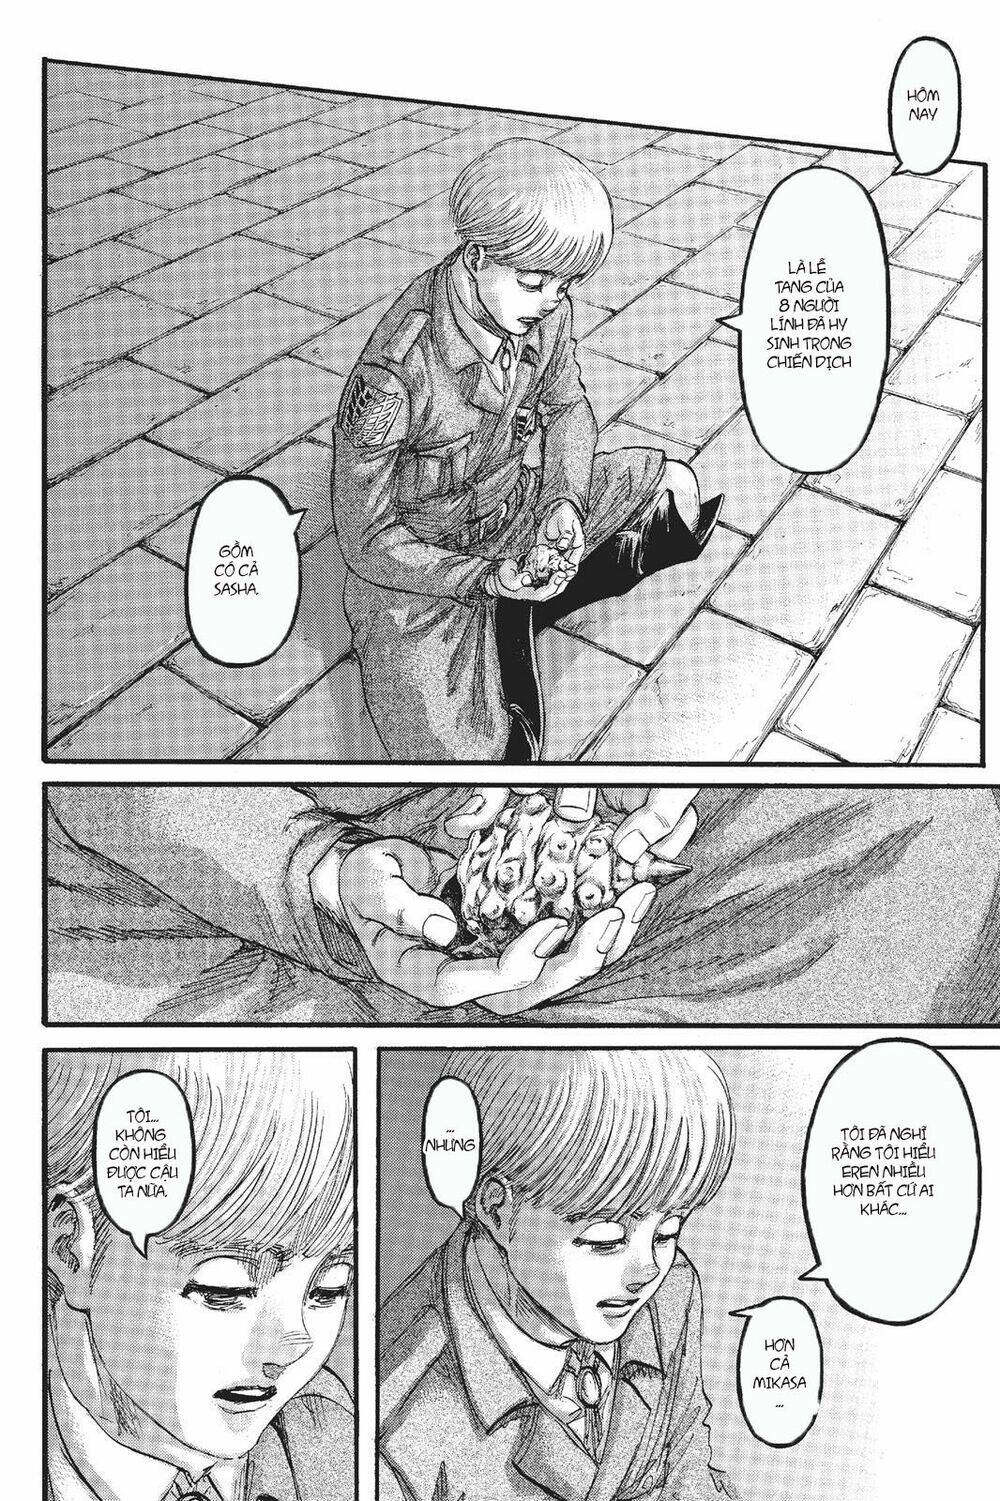 HÔM
NAY
LÀ LỄ
TANG CỦA
8 NGƯỜI
LÍNH ĐÃ HY
SINH TRONG
CHIẾN DỊCH
GỒM
CÓ CẢ
SASHA.
TÔI ĐÃ NGHĨ
RẰNG TÔI HIỂU
EREN NHIỀU
HƠN BẤT CỨ AI
KHÁC...
HƠN
CẢ
MIKASA
...
...
NHƯNG
TÔI...
KHÔNG
CÒN HIỂU
ĐƯỢC CẬU
TA NỮA.